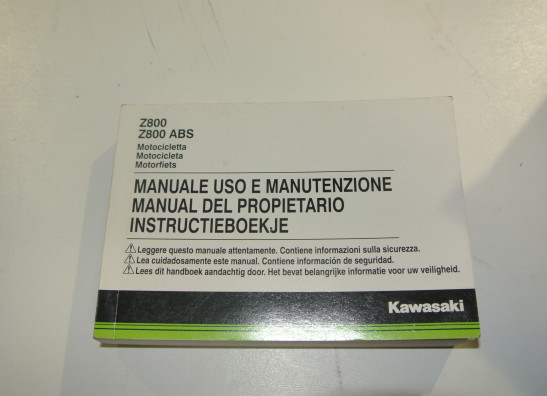 Z800
Z800 ABS
Motocicletta
Motocicleta
Motorfiets
MANUALE USO E MANUTENZIONE
MANUAL DEL PROPIETARIO
INSTRUCTIEBOEKJE
Leggere questo manuale attentamente. Contiene informazioni sulla sicurezza.
Lea cuidadosamente este manual. Contiene información de seguridad.
Lees dit handboek aandachtig door. Het bevat belangrijke informatie voor uw veiligheid.
Kawasaki